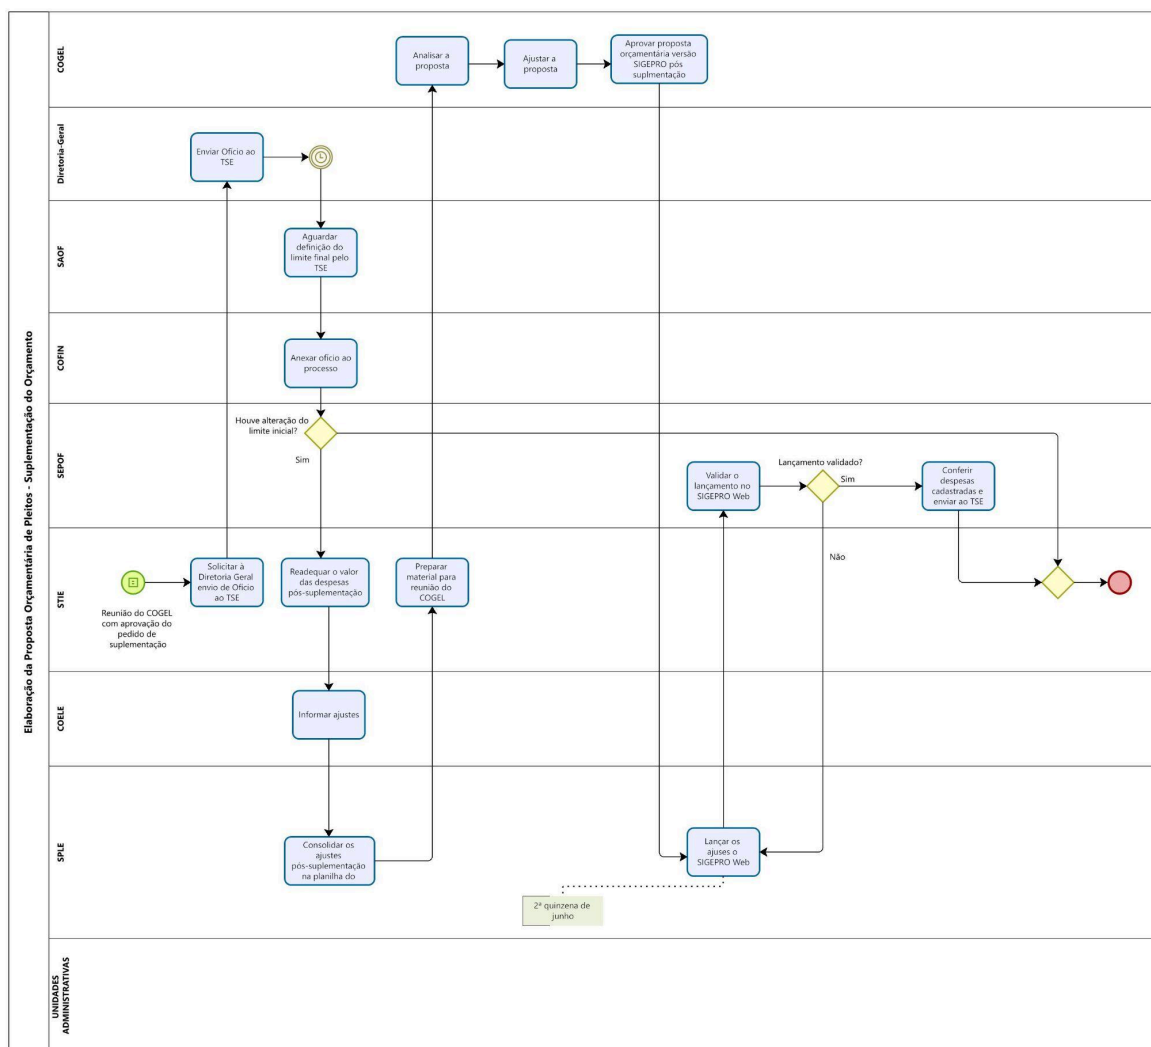 Elaboração da Proposta Orçamentária de Pleitos - Suplementação do Orçamento
COGEL
Analisar a
proposta
Ajustar a
proposta
Aprovar proposta
orçamentária versão
SIGEPRO pós
suplmentação
Diretoria-Geral
Enviar Ofício ao
TSE
SAOF
Aguardar
definição do
limite final pelo
TSE
COFIN
Anexar ofício ao
processo
SEPOF
Houve alteração do
limite inicial?
Sim
Validar o
lançamento no
SIGEPRO Web
Lançamento validado?
Sim
Não
Conferir
despesas
cadastradas e
enviar ao TSE
STIE
Reunião do COGEL
com aprovação do
pedido de
suplementação
Solicitar à
Diretoria Geral
envio de Ofício
ao TSE
Readequar o valor
das despesas
pós-suplementação
Preparar
material para
reunião do
COGEL
COELE
Informar ajustes
SPLE
Consolidar os
ajustes
pós-suplementação
na planilha do
Lançar os
ajuses o
SIGEPRO Web
2ª quinzena de
junho
UNIDADES
ADMINISTRATIVAS